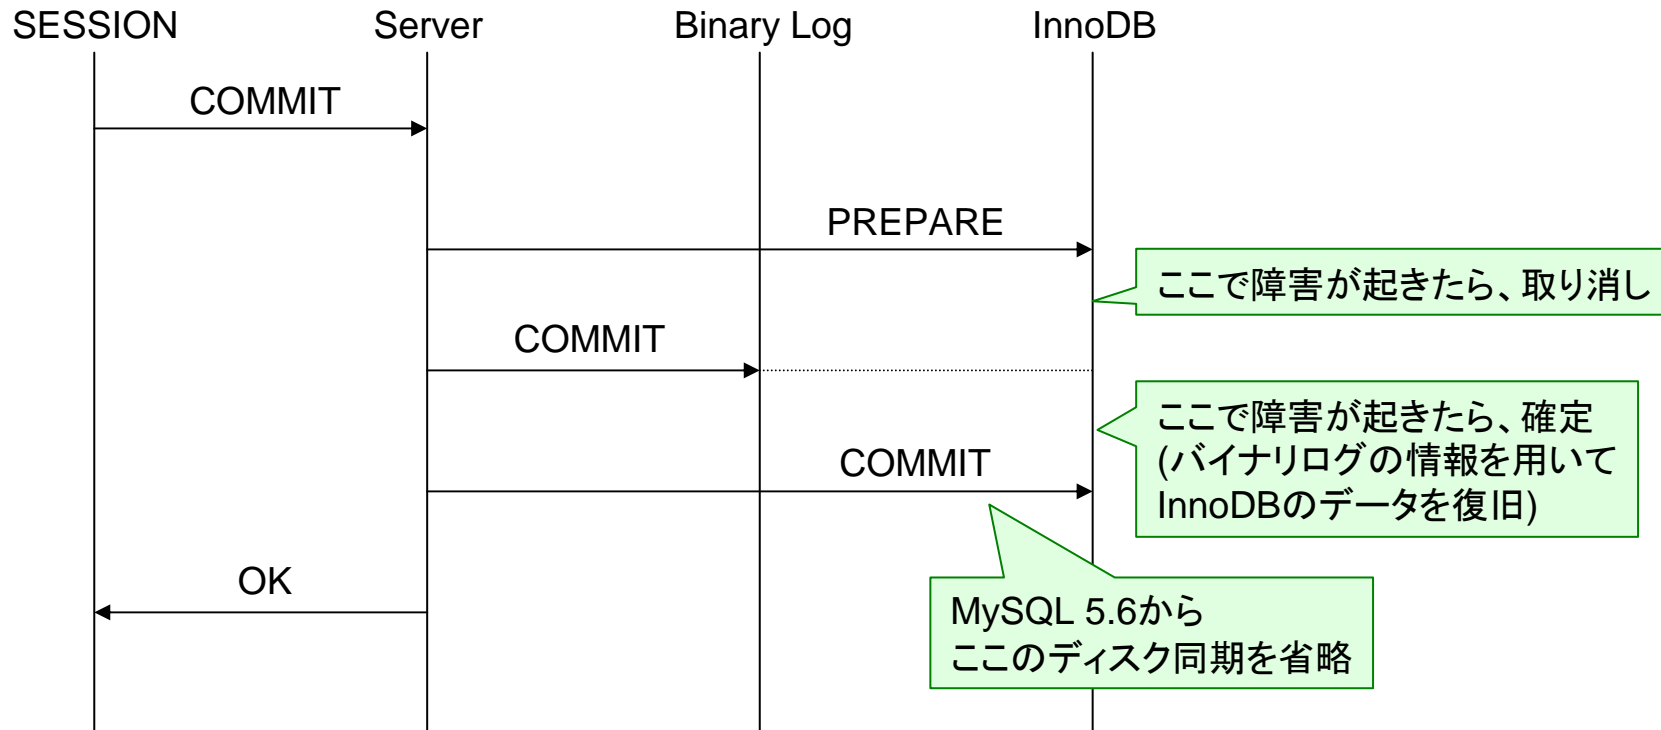 SESSION
Server
Binary Log
InnoDB
COMMIT
PREPARE
ここで障害が起きたら、取り消し
COMMIT
ここで障害が起きたら、確定
(バイナリログの情報を用いて
InnoDBのデータを復旧)
COMMIT
OK
MySQL 5.6から
ここのディスク同期を省略